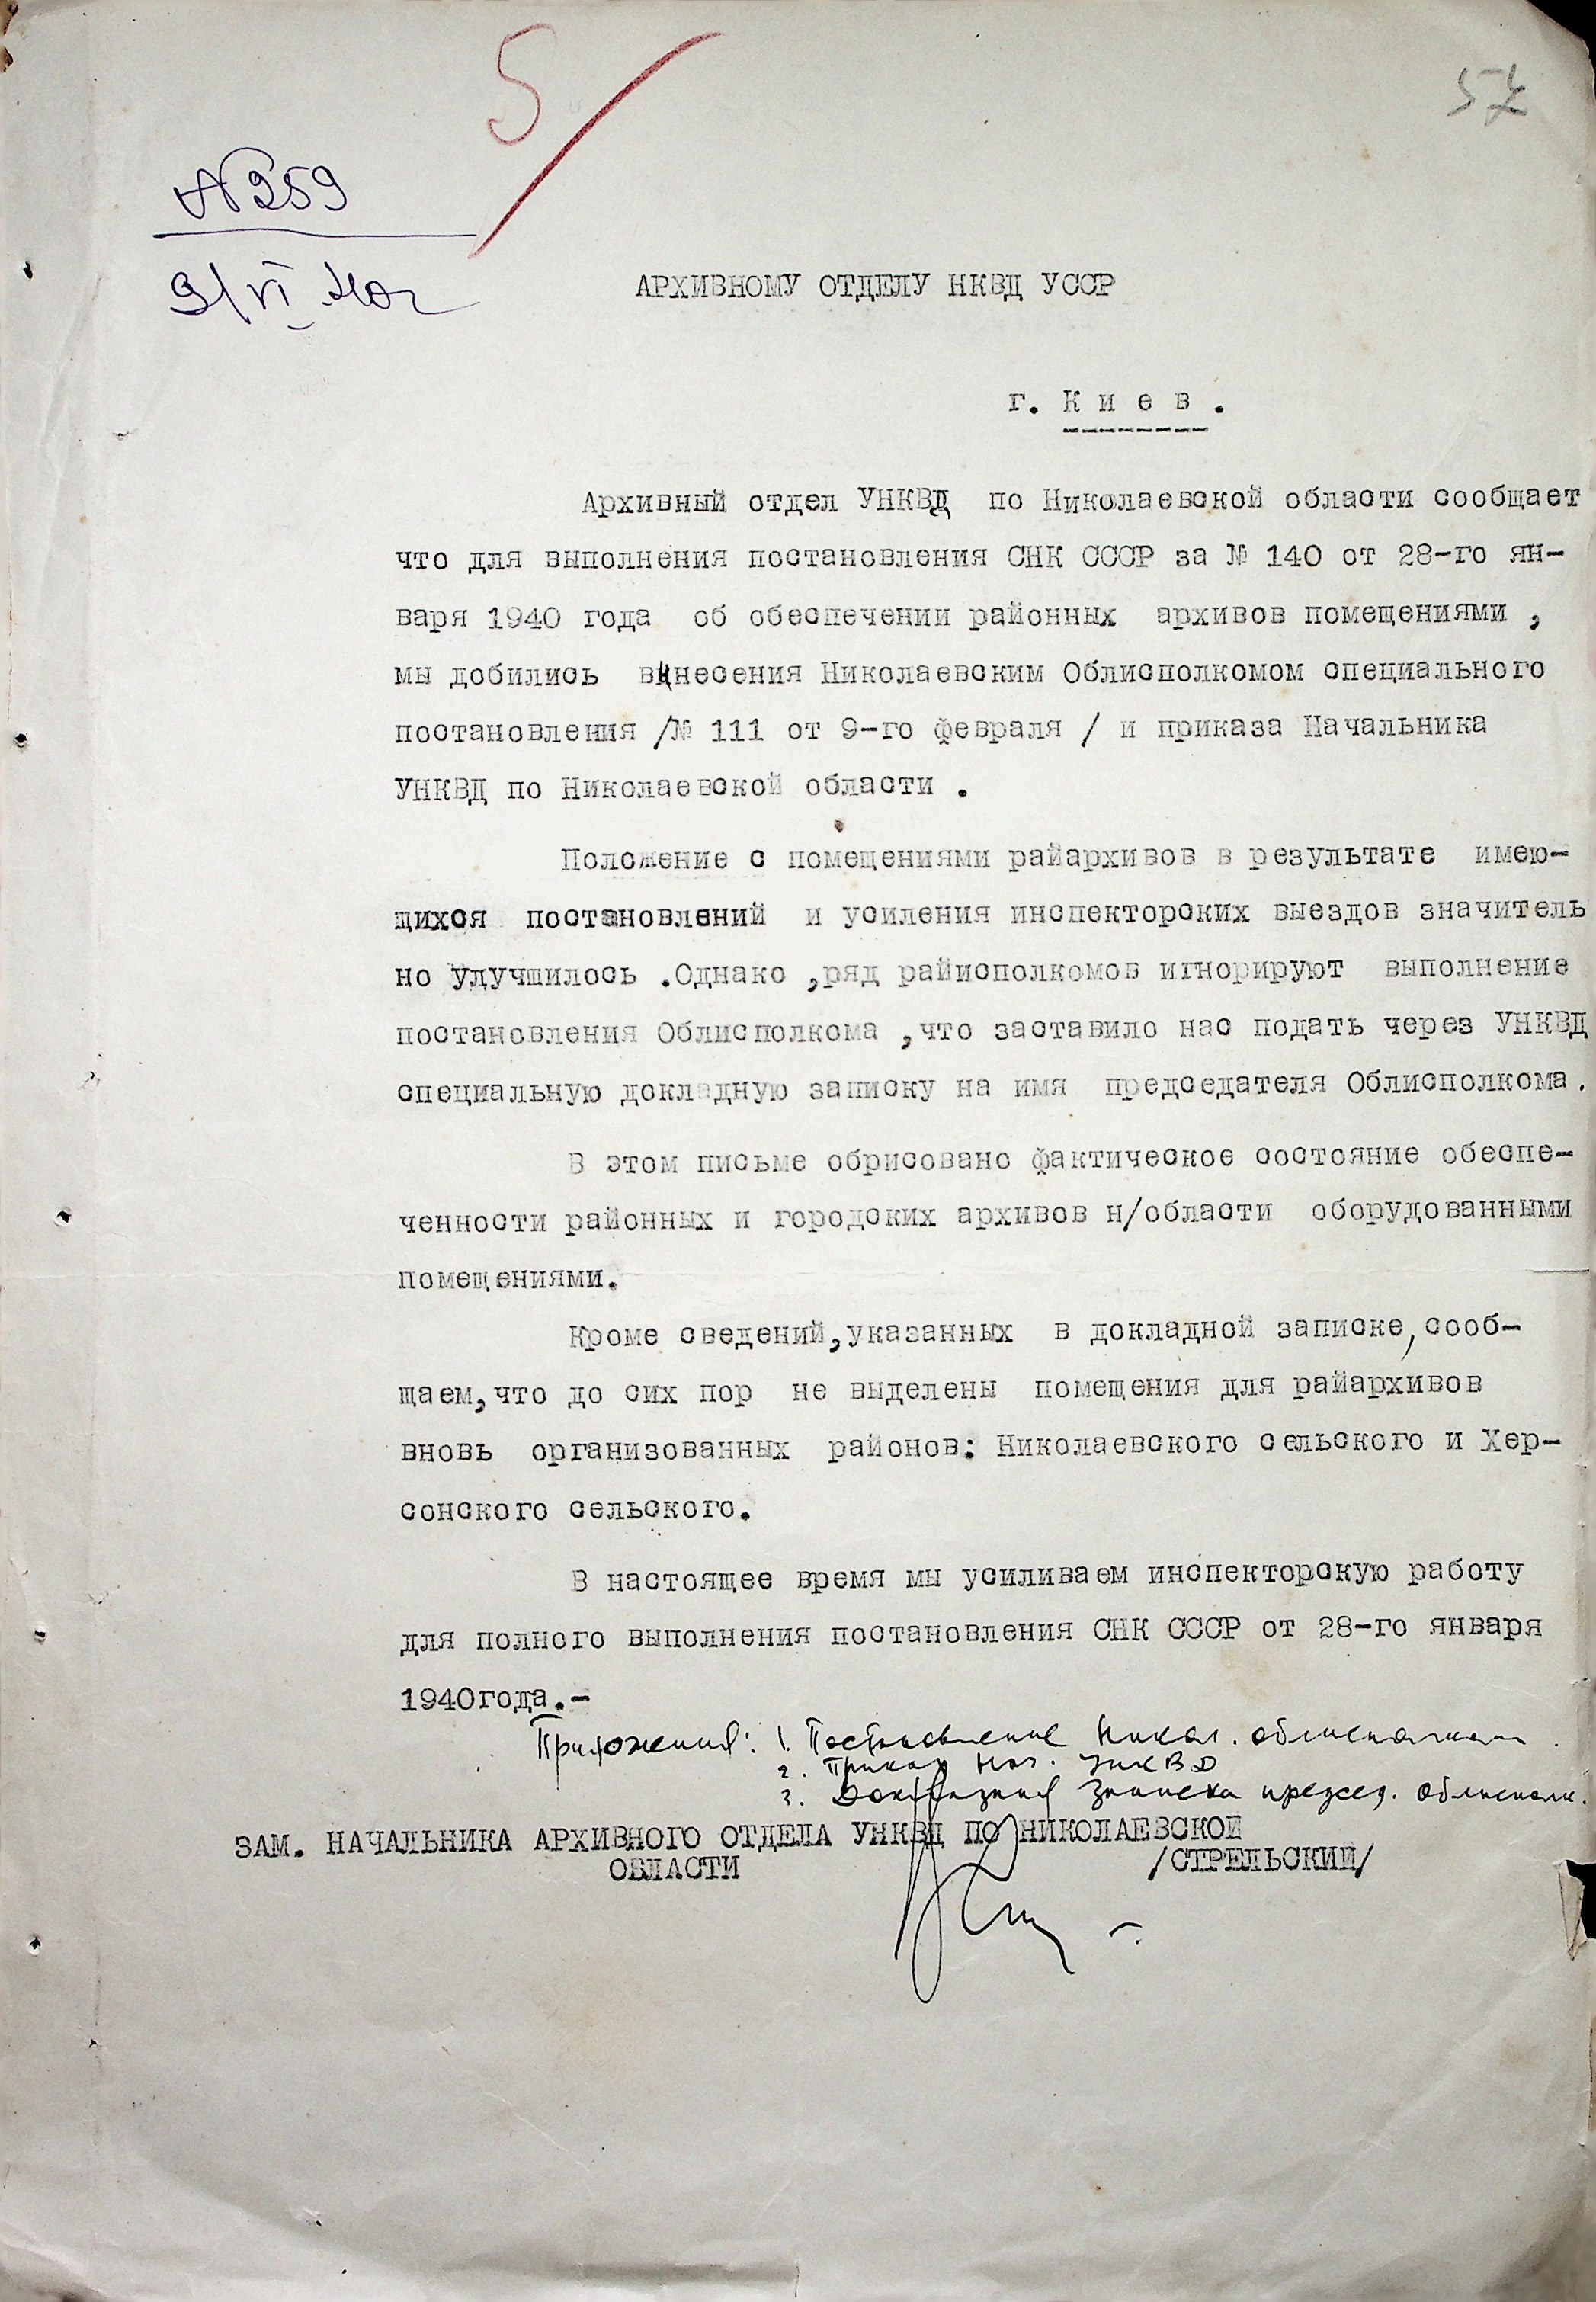 5
57
№259
9/VI 40г
АРХИВНОМУ ОТДЕЛУ НКВД УССР
г. К и е в .
Архивный отдел УНКВД по Николаевской области сообщает
что для выполнения постановления СНК СССР за № 140 от 28-го ян-
варя 1940 года об обеспечении районных архивов помещениями ,
мы добились вынесения Николаевским Облисполкомом специального
постановления /№ 111 от 9-го февраля / и приказа Начальника
УНКВД по Николаевской области .
Положение с помещениями райархивов в результате имею-
щихся постановлений и усиления инспекторских выездов значитель
но улучшилось .Однако ,ряд райисполкомов игнорируют выполнение
постановления Облисполкома ,что заставило нас подать через УНКВД
специальную докладную записку на имя председателя Облисполкома.
В этом письме обрисовано фактическое состояние обеспе-
ченности районных и городских архивов н/области оборудованными
помещениями.
Кроме сведений,указанных в докладной записке,сооб-
щаем,что до сих пор не выделены помещения для райархивов
вновь организованных районов: Николаевского сельского и Хер-
сонского сельского.
В настоящее время мы усиливаем инспекторскую работу
для полного выполнения постановления СНК СССР от 28-го января
1940года.-
Приложения: 1. Постановление Никол. облисполкома.
2. Приказ Нач. УНКВД
3. Докладная Записка председ. Облисполк.
ЗАМ. НАЧАЛЬНИКА АРХИВНОГО ОТДЕЛА УНКВД ПО НИКОЛАЕВСКОЙ
ОБЛАСТИ /СТРЕЛЬСКИЙ/